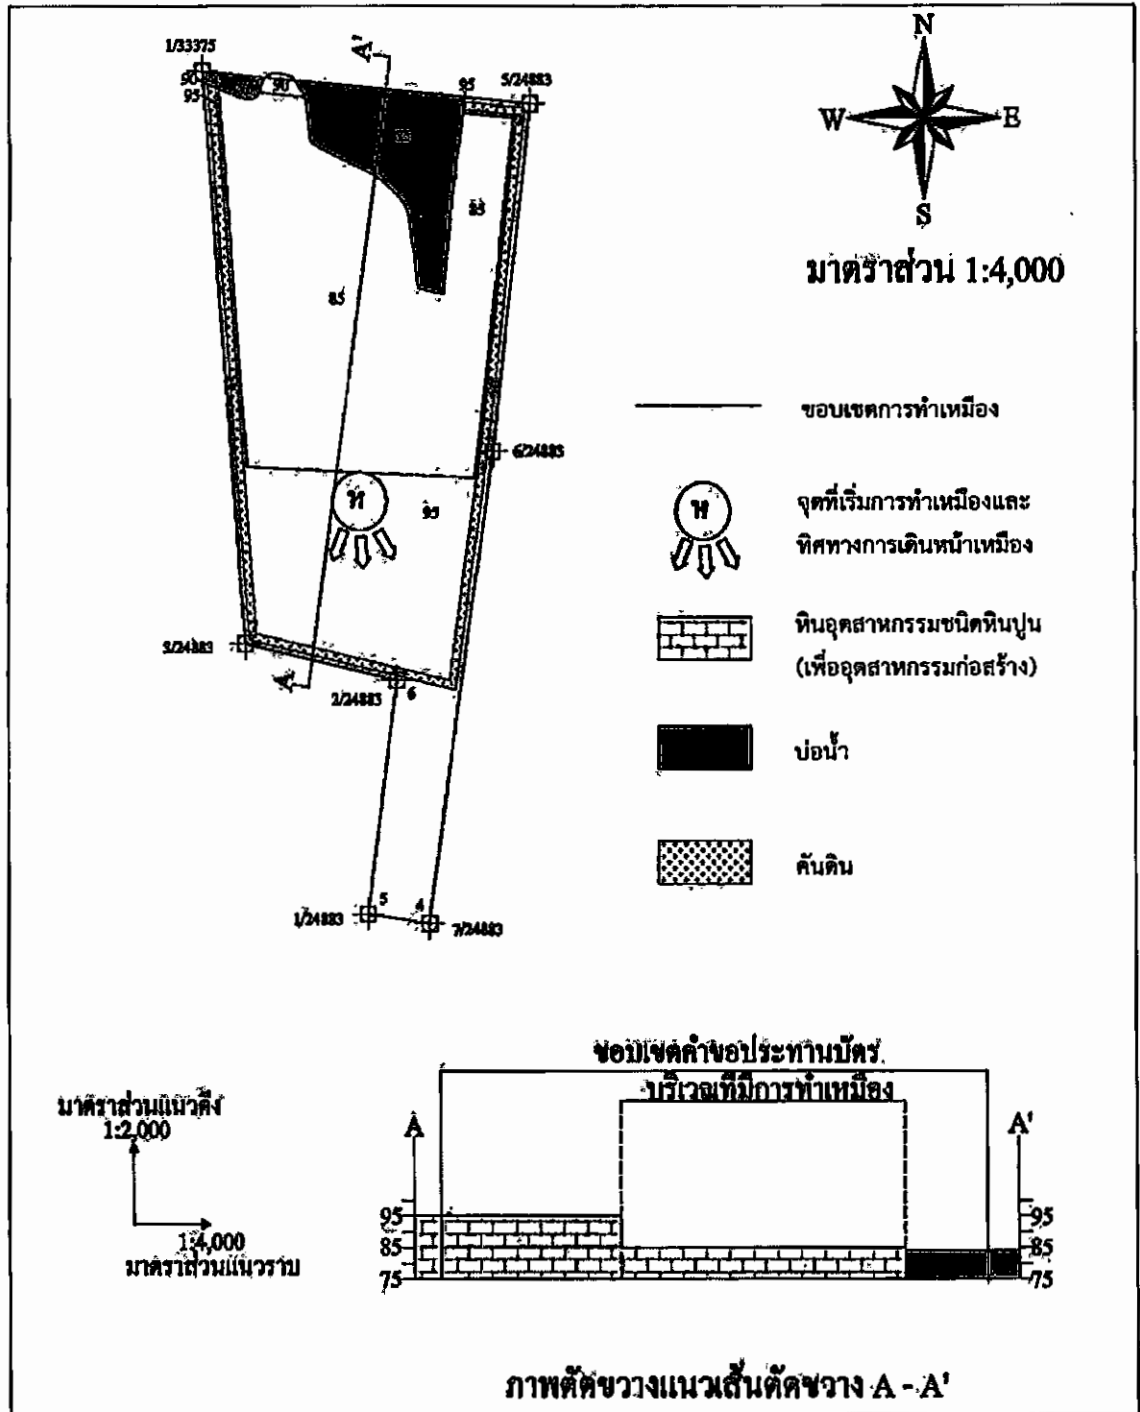 1/33375
A'
N
90
90
95
95
5/24883
W
E
S
85
85
มาตราส่วน 1:4,000
ขอบเขตการทำเหมือง
6/24883
ห
95
ห
จุดที่เริ่มการทำเหมืองและ
ทิศทางการเดินหน้าเหมือง
หินอุตสาหกรรมชนิดหินปูน
(เพื่ออุตสาหกรรมก่อสร้าง)
3/24883
A
2/24883
6
บ่อน้ำ
คันดิน
5
4
1/24883
7/24883
ขอบเขตคำขอประทานบัตร
บริเวณที่มีการทำเหมือง
มาตราส่วนแนวดิ่ง
1:2,000
A
A'
1:4,000
มาตราส่วนแนวราบ
95
95
85
85
75
75
ภาพตัดขวางแนวเส้นตัดขวาง A - A'